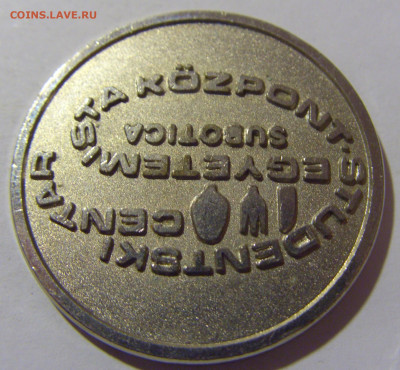 COINS.LAVE.RU
STUDENTSKI
CENTAR
EGYETEMISTA
KÖZPONT
SUBOTICA